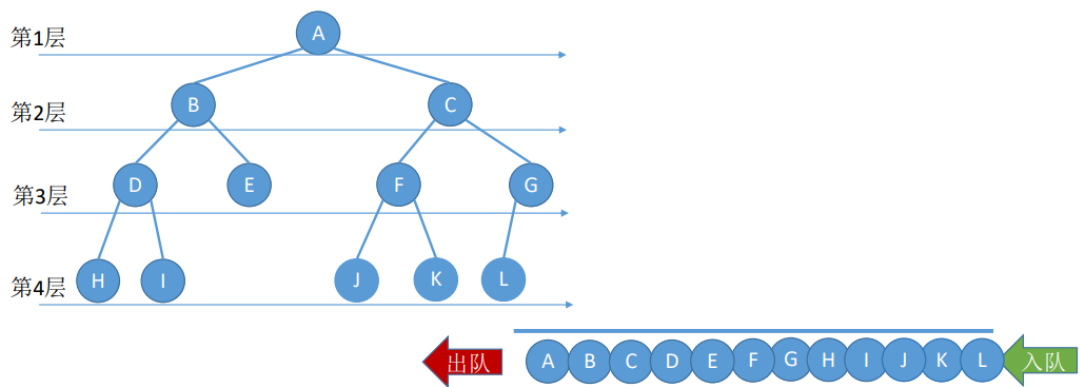 第1层 A
第2层 B C
第3层 D E F G
第4层 H I J K L
出队 A B C D E F G H I J K L 入队